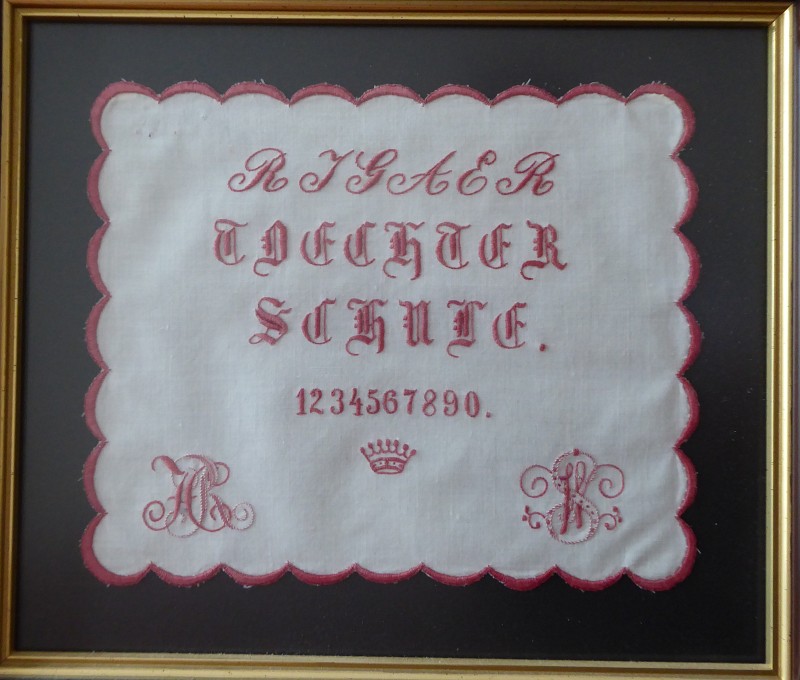 RIGAER
TOECHTER
SCHULE.
1234567890.